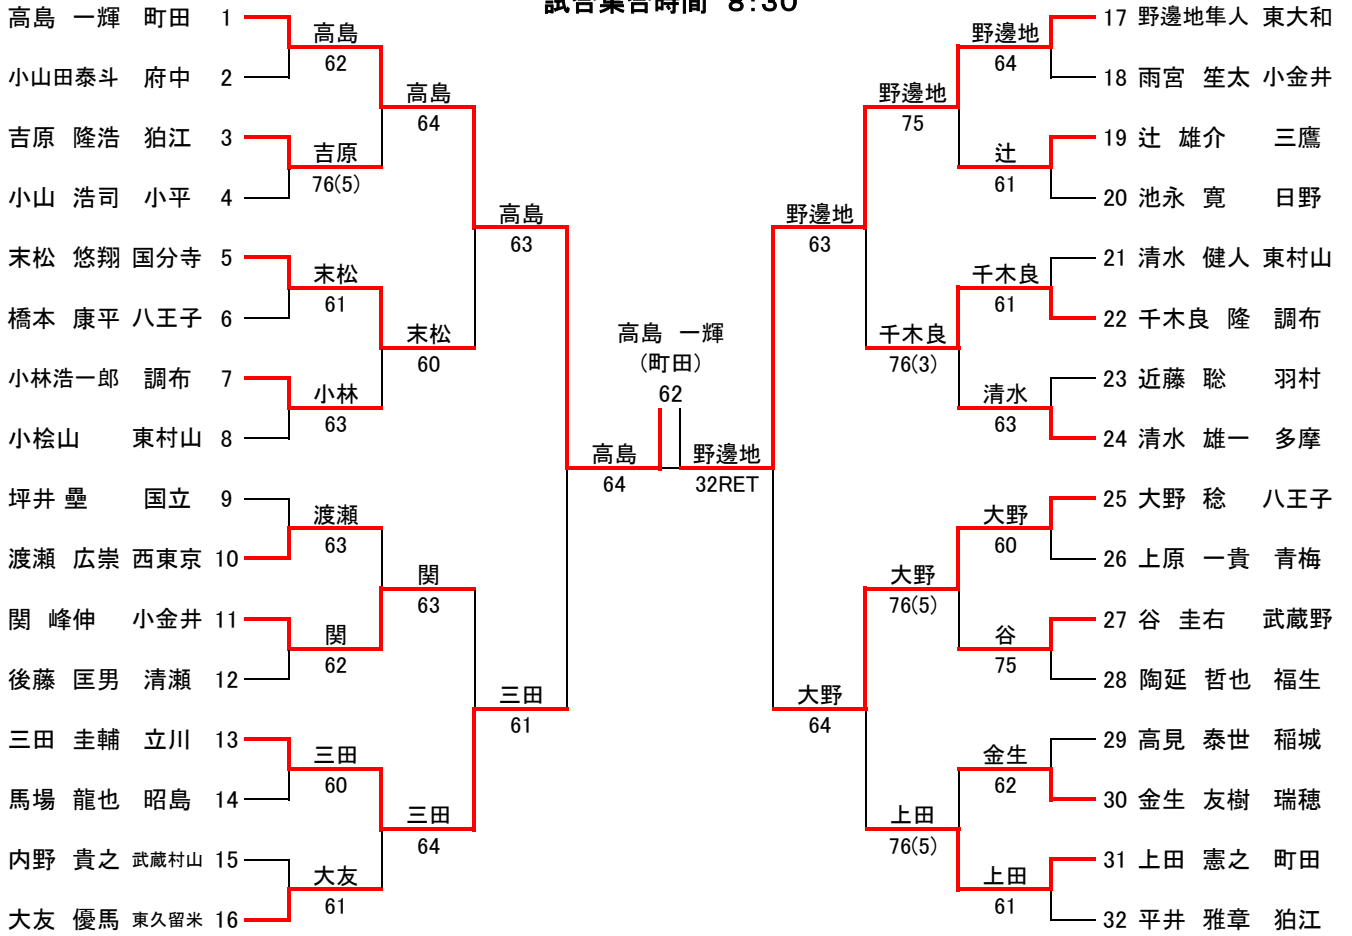 試合集合時間 8:30
高島 一輝 町田 1
小山田泰斗 府中 2
吉原 隆浩 狛江 3
小山 浩司 小平 4
末松 悠翔 国分寺 5
橋本 康平 八王子 6
小林浩一郎 調布 7
小桧山 東村山 8
坪井 壘 国立 9
渡瀬 広崇 西東京 10
関 峰伸 小金井 11
後藤 匡男 清瀬 12
三田 圭輔 立川 13
馬場 龍也 昭島 14
内野 貴之 武蔵村山 15
大友 優馬 東久留米 16
高島
62
吉原
76(5)
末松
61
小林
63
渡瀬
63
関
62
三田
60
大友
61
高島
64
末松
60
関
63
三田
64
高島
63
三田
61
高島
64
高島 一輝
(町田)
62
野邊地
32RET
野邊地
63
大野
64
野邊地
75
千木良
76(3)
大野
76(5)
上田
76(5)
野邊地
64
辻
61
千木良
61
清水
63
大野
60
谷
75
金生
62
上田
61
17 野邊地隼人 東大和
18 雨宮 笙太 小金井
19 辻 雄介 三鷹
20 池永 寛 日野
21 清水 健人 東村山
22 千木良 隆 調布
23 近藤 聡 羽村
24 清水 雄一 多摩
25 大野 稔 八王子
26 上原 一貴 青梅
27 谷 圭右 武蔵野
28 陶延 哲也 福生
29 高見 泰世 稲城
30 金生 友樹 瑞穂
31 上田 憲之 町田
32 平井 雅章 狛江